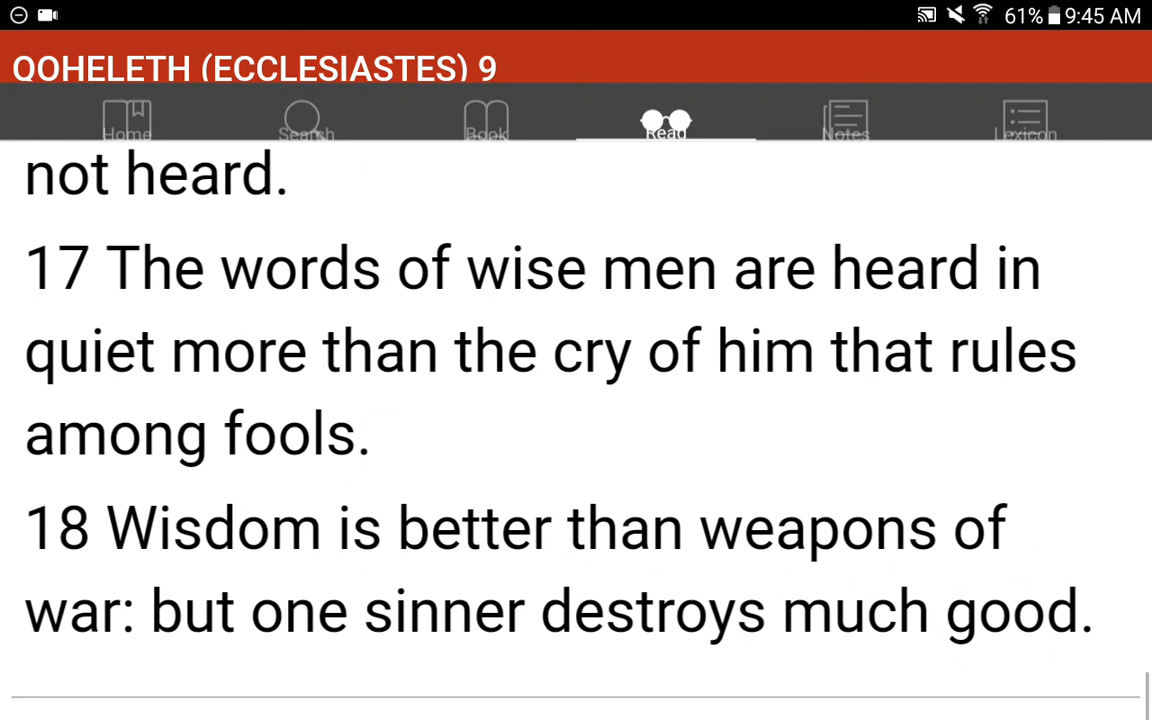 61% 9:45 AM
QOHELETH (ECCLESIASTES) 9
Home Search Book Read Notes Lexicon
not heard.
17 The words of wise men are heard in
quiet more than the cry of him that rules
among fools.
18 Wisdom is better than weapons of
war: but one sinner destroys much good.